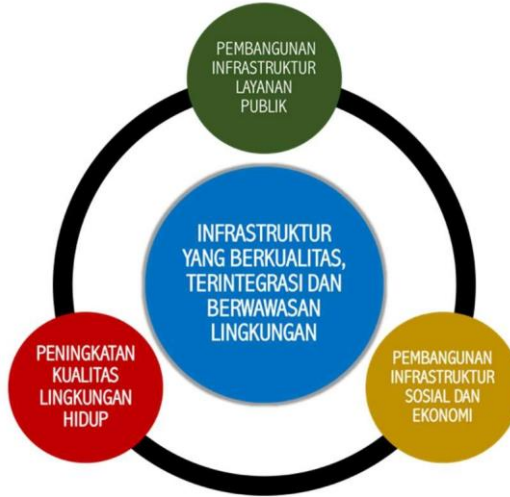 PEMBANGUNAN
INFRASTRUKTUR
LAYANAN
PUBLIK
INFRASTRUKTUR
YANG BERKUALITAS,
TERINTEGRASI DAN
BERWAWASAN
LINGKUNGAN
PENINGKATAN
KUALITAS
LINGKUNGAN
HIDUP
PEMBANGUNAN
INFRASTRUKTUR
SOSIAL DAN
EKONOMI